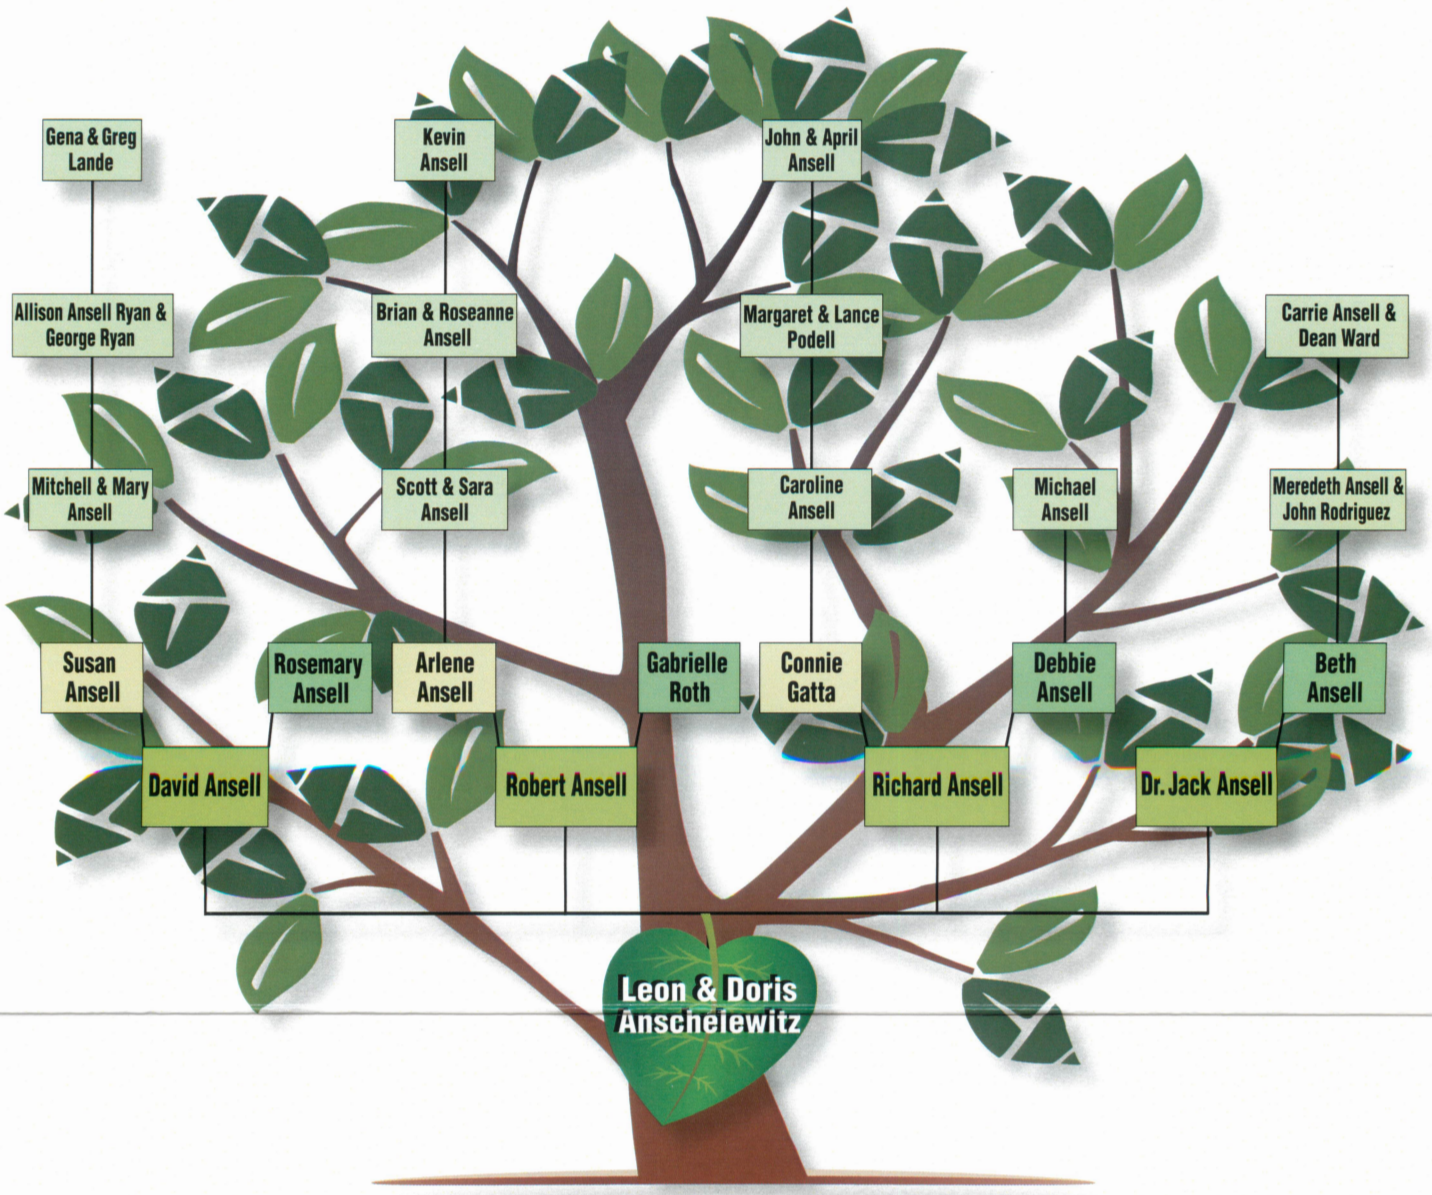 Gena & Greg
Lande
Kevin
Ansell
John & April
Ansell
Allison Ansell Ryan &
George Ryan
Brian & Roseanne
Ansell
Margaret & Lance
Podell
Carrie Ansell &
Dean Ward
Mitchell & Mary
Ansell
Scott & Sara
Ansell
Caroline
Ansell
Michael
Ansell
Meredeth Ansell &
John Rodriguez
Susan
Ansell
Rosemary
Ansell
Arlene
Ansell
Gabrielle
Roth
Connie
Gatta
Debbie
Ansell
Beth
Ansell
David Ansell
Robert Ansell
Richard Ansell
Dr. Jack Ansell
Leon & Doris
Anschelewitz